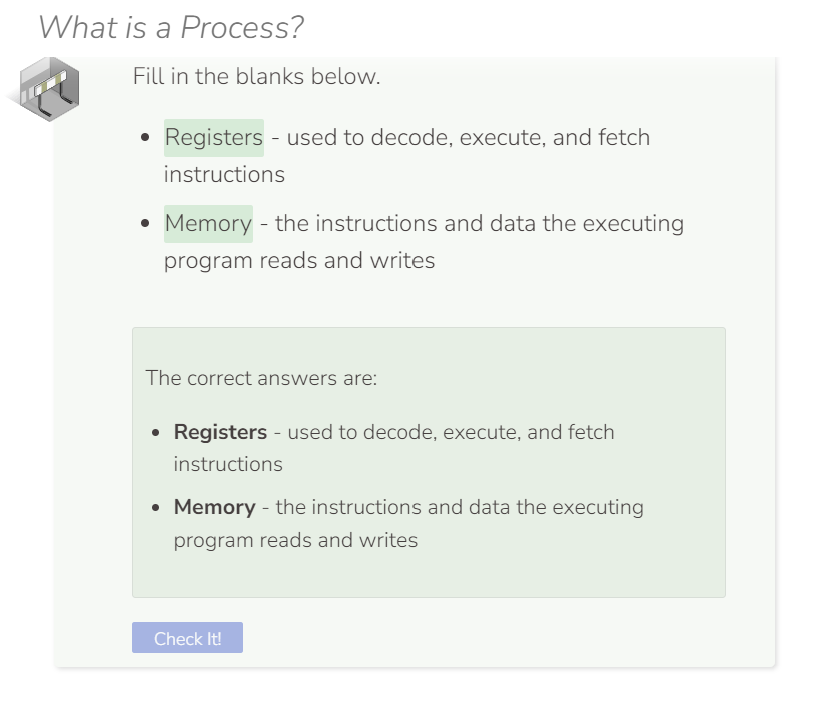 What is a Process?
Fill in the blanks below.
Registers - used to decode, execute, and fetch
instructions
Memory - the instructions and data the executing
program reads and writes
The correct answers are:
Registers - used to decode, execute, and fetch
instructions
Memory - the instructions and data the executing
program reads and writes
Check It!